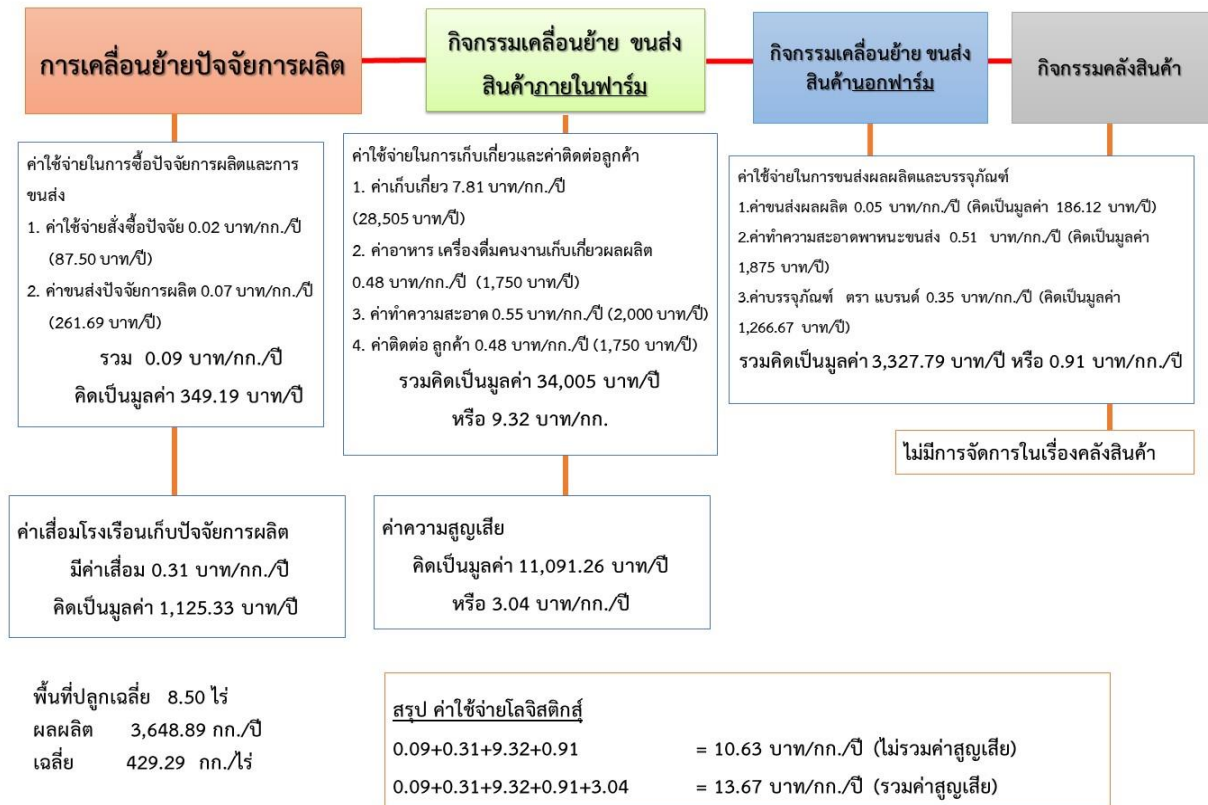 การเคลื่อนย้ายปัจจัยการผลิต
กิจกรรมเคลื่อนย้าย ขนส่ง
สินค้าภายในฟาร์ม
กิจกรรมเคลื่อนย้าย ขนส่ง
สินค้านอกฟาร์ม
กิจกรรมคลังสินค้า
ค่าใช้จ่ายในการซื้อปัจจัยการผลิตและการ
ขนส่ง
1. ค่าใช้จ่ายสั่งซื้อปัจจัย 0.02 บาท/กก./ปี
(87.50 บาท/ปี)
2. ค่าขนส่งปัจจัยการผลิต 0.07 บาท/กก./ปี
(261.69 บาท/ปี)
รวม 0.09 บาท/กก./ปี
คิดเป็นมูลค่า 349.19 บาท/ปี
ค่าใช้จ่ายในการเก็บเกี่ยวและค่าติดต่อลูกค้า
1. ค่าเก็บเกี่ยว 7.81 บาท/กก./ปี
(28,505 บาท/ปี)
2. ค่าอาหาร เครื่องดื่มคนงานเก็บเกี่ยวผลผลิต
0.48 บาท/กก./ปี (1,750 บาท/ปี)
3. ค่าทำความสะอาด 0.55 บาท/กก./ปี (2,000 บาท/ปี)
4. ค่าติดต่อ ลูกค้า 0.48 บาท/กก./ปี (1,750 บาท/ปี)
รวมคิดเป็นมูลค่า 34,005 บาท/ปี
หรือ 9.32 บาท/กก.
ค่าใช้จ่ายในการขนส่งผลผลิตและบรรจุภัณฑ์
1.ค่าขนส่งผลผลิต 0.05 บาท/กก./ปี (คิดเป็นมูลค่า 186.12 บาท/ปี)
2.ค่าทำความสะอาดพาหนะขนส่ง 0.51 บาท/กก./ปี (คิดเป็นมูลค่า
1,875 บาท/ปี)
3.ค่าบรรจุภัณฑ์ ตรา แบรนด์ 0.35 บาท/กก./ปี (คิดเป็นมูลค่า
1,266.67 บาท/ปี)
รวมคิดเป็นมูลค่า 3,327.79 บาท/ปี หรือ 0.91 บาท/กก./ปี
ไม่มีการจัดการในเรื่องคลังสินค้า
ค่าเสื่อมโรงเรือนเก็บปัจจัยการผลิต
มีค่าเสื่อม 0.31 บาท/กก./ปี
คิดเป็นมูลค่า 1,125.33 บาท/ปี
ค่าความสูญเสีย
คิดเป็นมูลค่า 11,091.26 บาท/ปี
หรือ 3.04 บาท/กก./ปี
พื้นที่ปลูกเฉลี่ย 8.50 ไร่
ผลผลิต 3,648.89 กก./ปี
เฉลี่ย 429.29 กก./ไร่
สรุป ค่าใช้จ่ายโลจิสติกส์
0.09+0.31+9.32+0.91 = 10.63 บาท/กก./ปี (ไม่รวมค่าสูญเสีย)
0.09+0.31+9.32+0.91+3.04 = 13.67 บาท/กก./ปี (รวมค่าสูญเสีย)